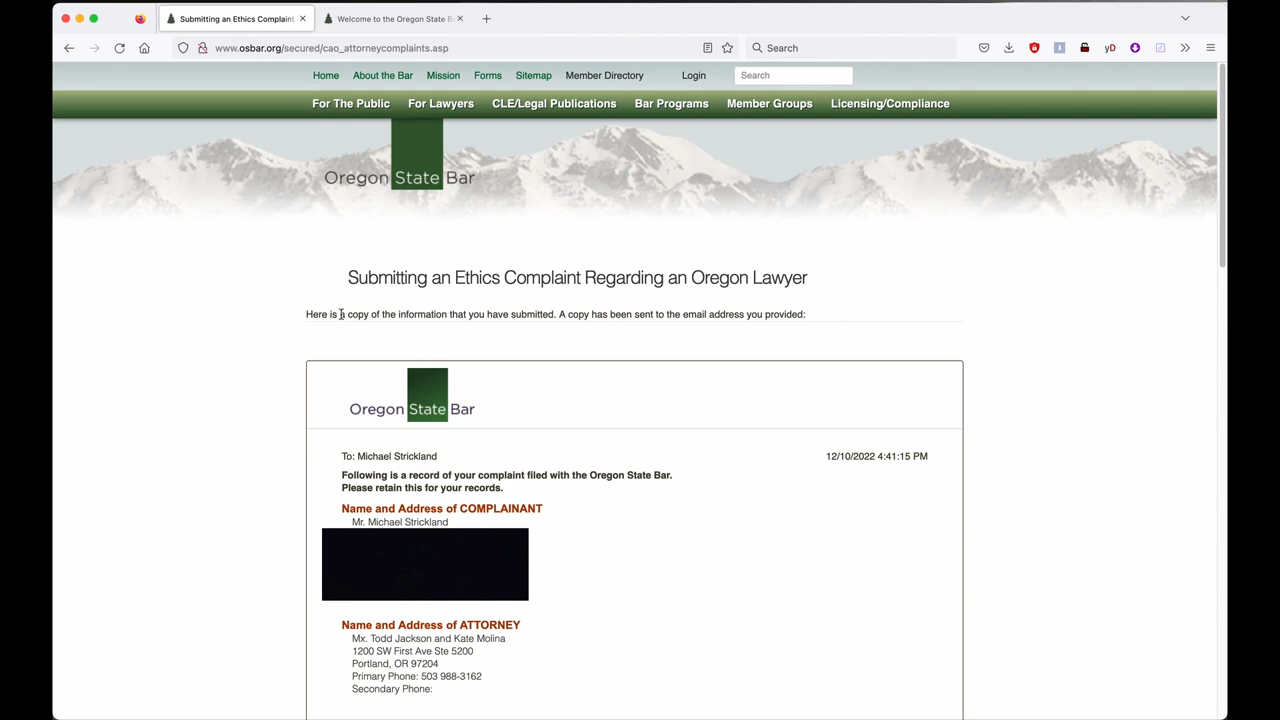 Submitting an Ethics Complaint
Welcome to the Oregon State B
www.osbar.org/secured/cao_attorneycomplaints.asp
Search
yD
Home About the Bar Mission Forms Sitemap Member Directory Login Search
For The Public For Lawyers CLE/Legal Publications Bar Programs Member Groups Licensing/Compliance
Oregon State Bar
Submitting an Ethics Complaint Regarding an Oregon Lawyer
Here is a copy of the information that you have submitted. A copy has been sent to the email address you provided:
Oregon State Bar
To: Michael Strickland 12/10/2022 4:41:15 PM
Following is a record of your complaint filed with the Oregon State Bar.
Please retain this for your records.
Name and Address of COMPLAINANT
Mr. Michael Strickland
Name and Address of ATTORNEY
Mx. Todd Jackson and Kate Molina
1200 SW First Ave Ste 5200
Portland, OR 97204
Primary Phone: 503 988-3162
Secondary Phone: